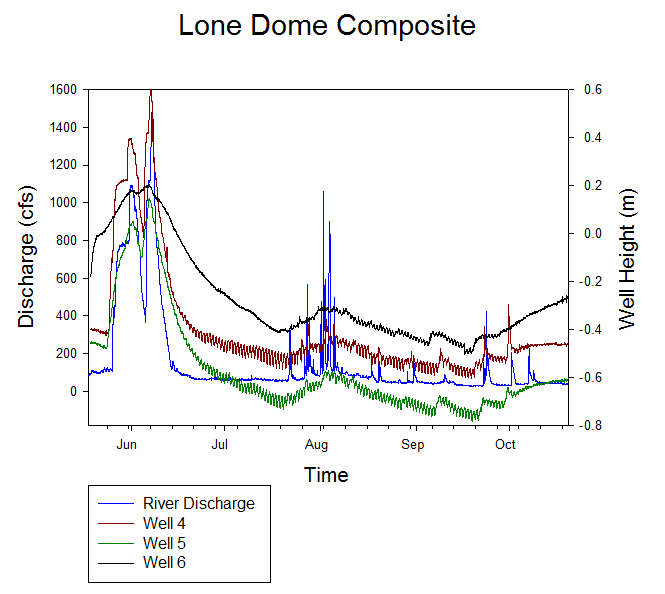 Lone Dome Composite
1600
1400
1200
1000
800
600
400
200
0
Discharge (cfs)
0.6
0.4
0.2
0.0
-0.2
-0.4
-0.6
-0.8
Well Height (m)
Jun Jul Aug Sep Oct
Time
River Discharge
Well 4
Well 5
Well 6